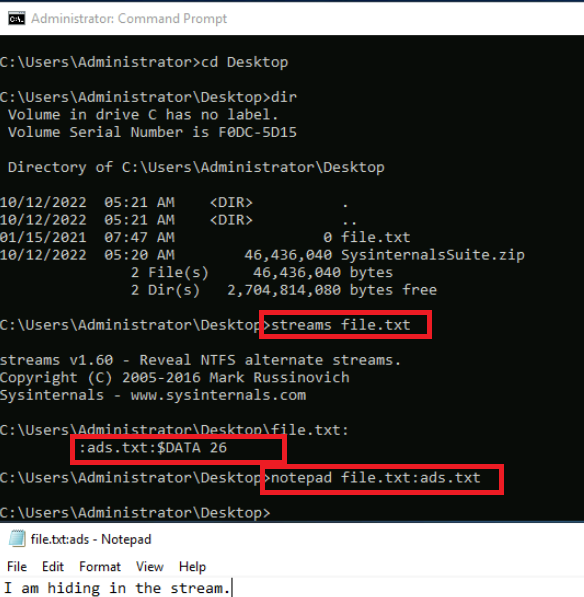 Administrator: Command Prompt
C:\Users\Administrator>cd Desktop
C:\Users\Administrator\Desktop>dir
 Volume in drive C has no label.
 Volume Serial Number is F0DC-5D15
 Directory of C:\Users\Administrator\Desktop
10/12/2022  05:21 AM    <DIR>          .
10/12/2022  05:21 AM    <DIR>          ..
01/15/2021  07:47 AM                 0 file.txt
10/12/2022  05:20 AM        46,436,040 SysinternalsSuite.zip
               2 File(s)     46,436,040 bytes
               2 Dir(s)   2,704,814,080 bytes free
C:\Users\Administrator\Desktop>streams file.txt
streams v1.60 - Reveal NTFS alternate streams.
Copyright (C) 2005-2016 Mark Russinovich
Sysinternals - www.sysinternals.com
C:\Users\Administrator\Desktop\file.txt:
         :ads.txt:$DATA 26
C:\Users\Administrator\Desktop>notepad file.txt:ads.txt
C:\Users\Administrator\Desktop>
file.txt:ads - Notepad
File Edit Format View Help
I am hiding in the stream.